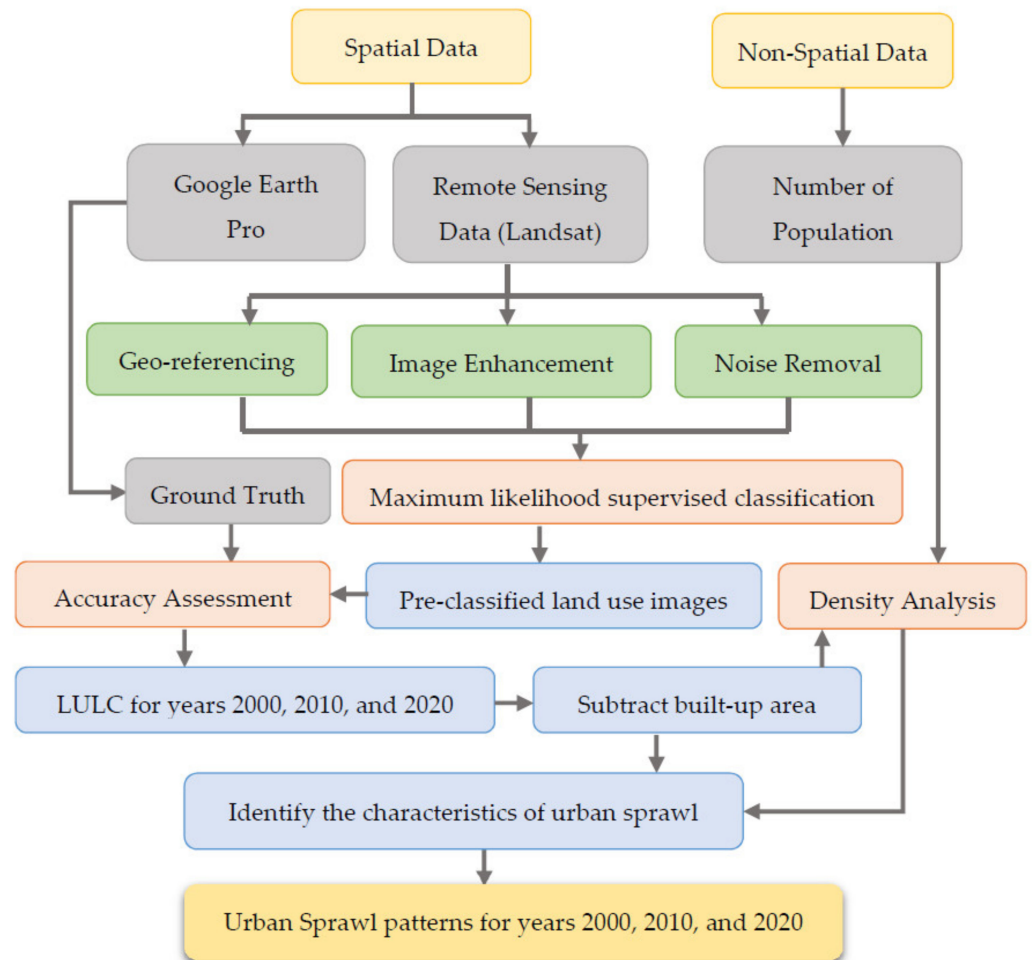 Spatial Data
Non-Spatial Data
Google Earth
Pro
Remote Sensing
Data (Landsat)
Number of
Population
Geo-referencing
Image Enhancement
Noise Removal
Ground Truth
Maximum likelihood supervised classification
Accuracy Assessment
Pre-classified land use images
Density Analysis
LULC for years 2000, 2010, and 2020
Subtract built-up area
Identify the characteristics of urban sprawl
Urban Sprawl patterns for years 2000, 2010, and 2020